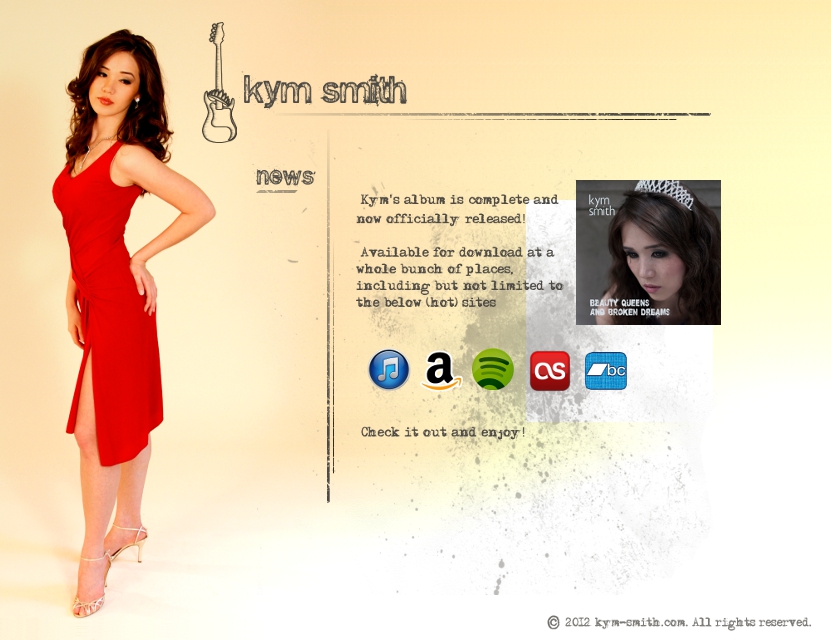 kym smith
news
Kym's album is complete and
now officially released!
Available for download at a
whole bunch of places,
including but not limited to
the below (hot) sites
kym
smith
BEAUTY QUEENS
AND BROKEN DREAMS
a
as
bc
Check it out and enjoy!
© 2012 kym-smith.com. All rights reserved.